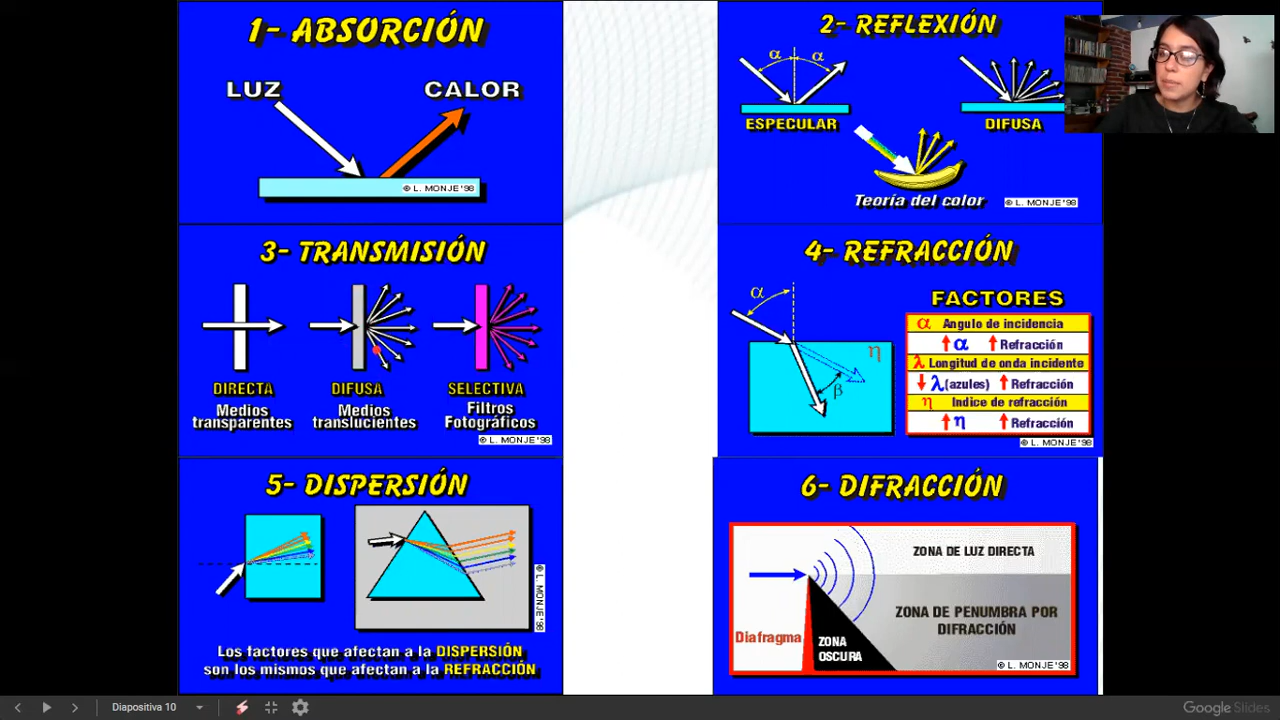 1- ABSORCIÓN
LUZ
CALOR
© L. MONJE'98
2- REFLEXIÓN
α α
ESPECULAR
DIFUSA
Teoría del color
© L. MONJE'98
3- TRANSMISIÓN
DIRECTA
Medios
transparentes
DIFUSA
Medios
translucientes
SELECTIVA
Filtros
Fotográficos
© L. MONJE'98
4- REFRACCIÓN
α
η
β
FACTORES
α Angulo de incidencia
↑ α ↑ Refracción
λ Longitud de onda incidente
↓ λ (azules) ↑ Refracción
η Indice de refracción
↑ η ↑ Refracción
© L. MONJE'98
5- DISPERSIÓN
© L. MONJE'98
Los factores que afectan a la DISPERSIÓN
son los mismos que afectan a la REFRACCIÓN
6- DIFRACCIÓN
ZONA DE LUZ DIRECTA
ZONA DE PENUMBRA POR
DIFRACCIÓN
Diafragma
ZONA
OSCURA
© L. MONJE'98
Diapositiva 10
Google Slides